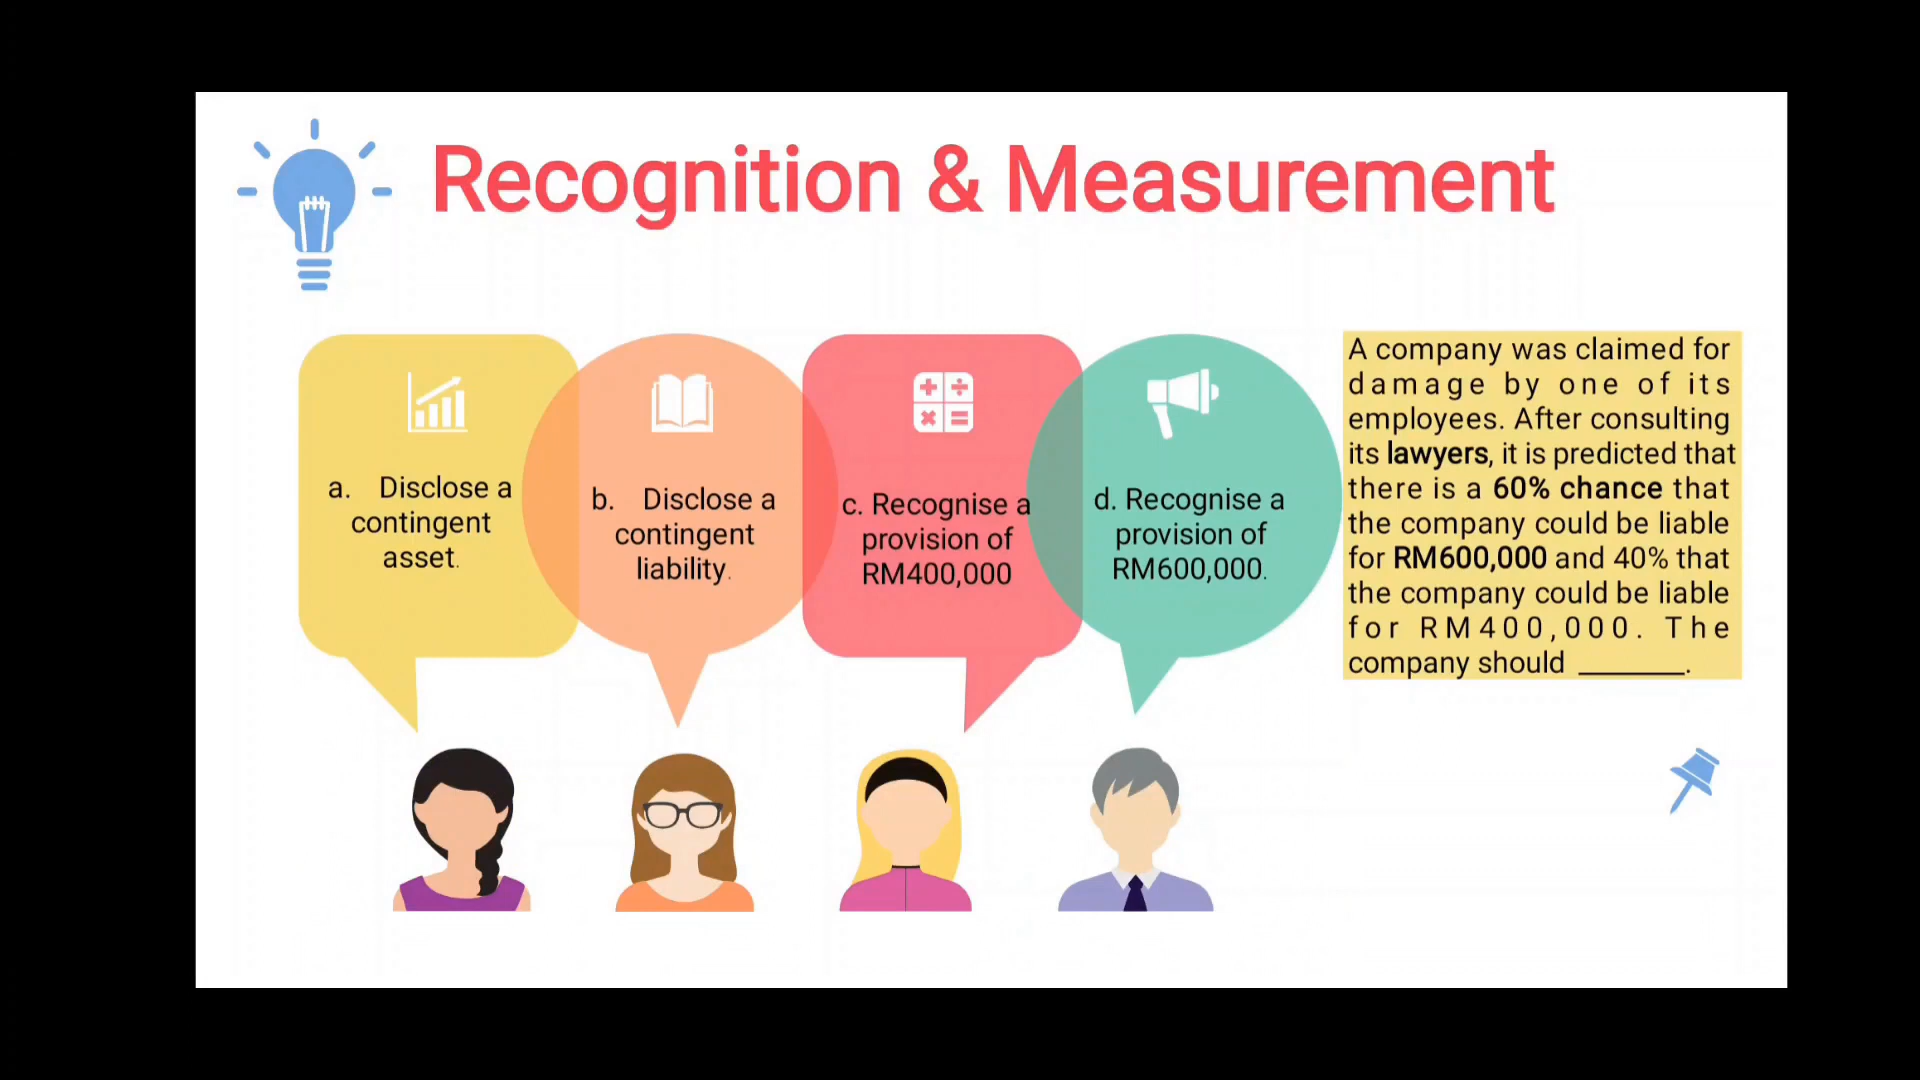 Recognition & Measurement
a. Disclose a
contingent
asset.
b. Disclose a
contingent
liability.
c. Recognise a
provision of
RM400,000
d. Recognise a
provision of
RM600,000.
A company was claimed for
damage by one of its
employees. After consulting
its lawyers, it is predicted that
there is a 60% chance that
the company could be liable
for RM600,000 and 40% that
the company could be liable
for RM400,000. The
company should _______.